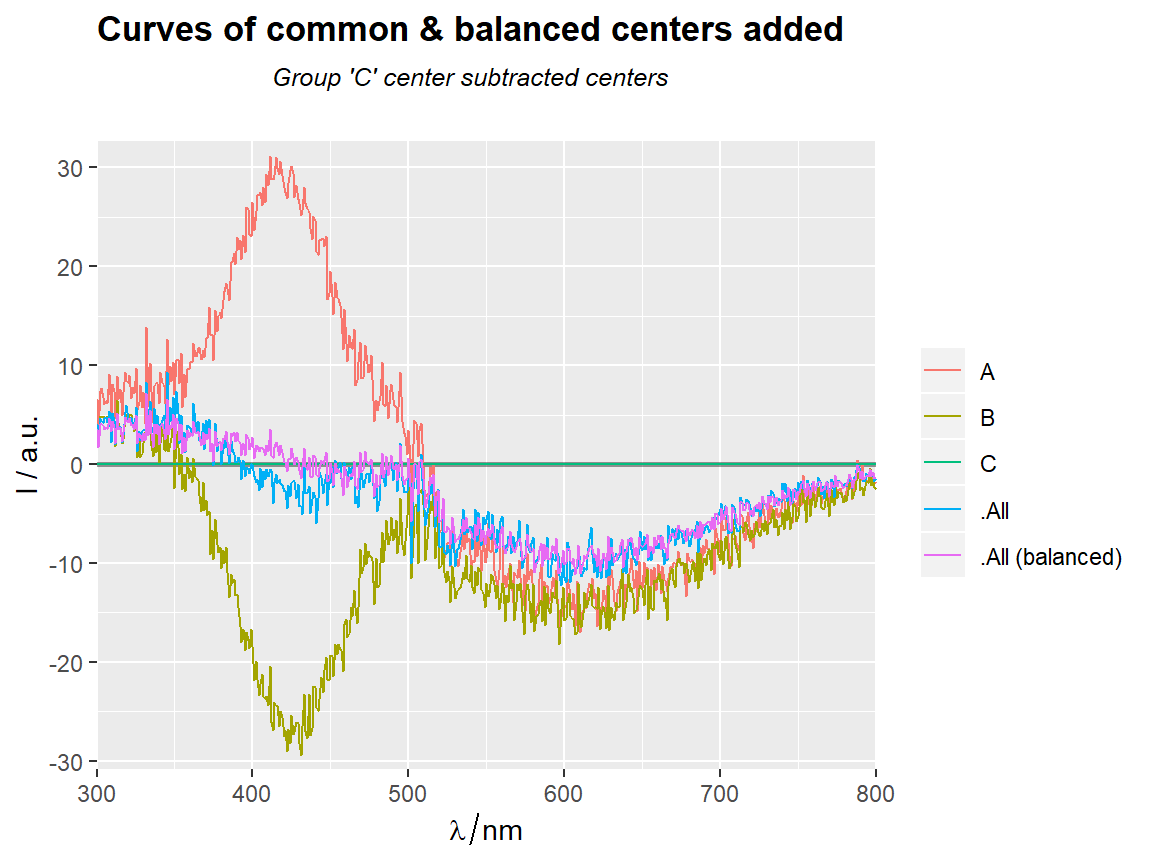 Curves of common & balanced centers added
Group 'C' center subtracted centers
I / a.u.
30
20
10
0
-10
-20
-30
300 400 500 600 700 800
λ/nm
A
B
C
.All
.All (balanced)